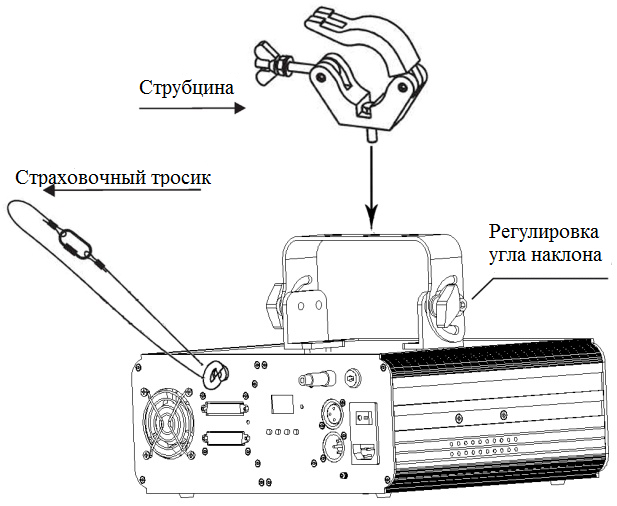 Струбцина
Страховочный тросик
Регулировка
угла наклона